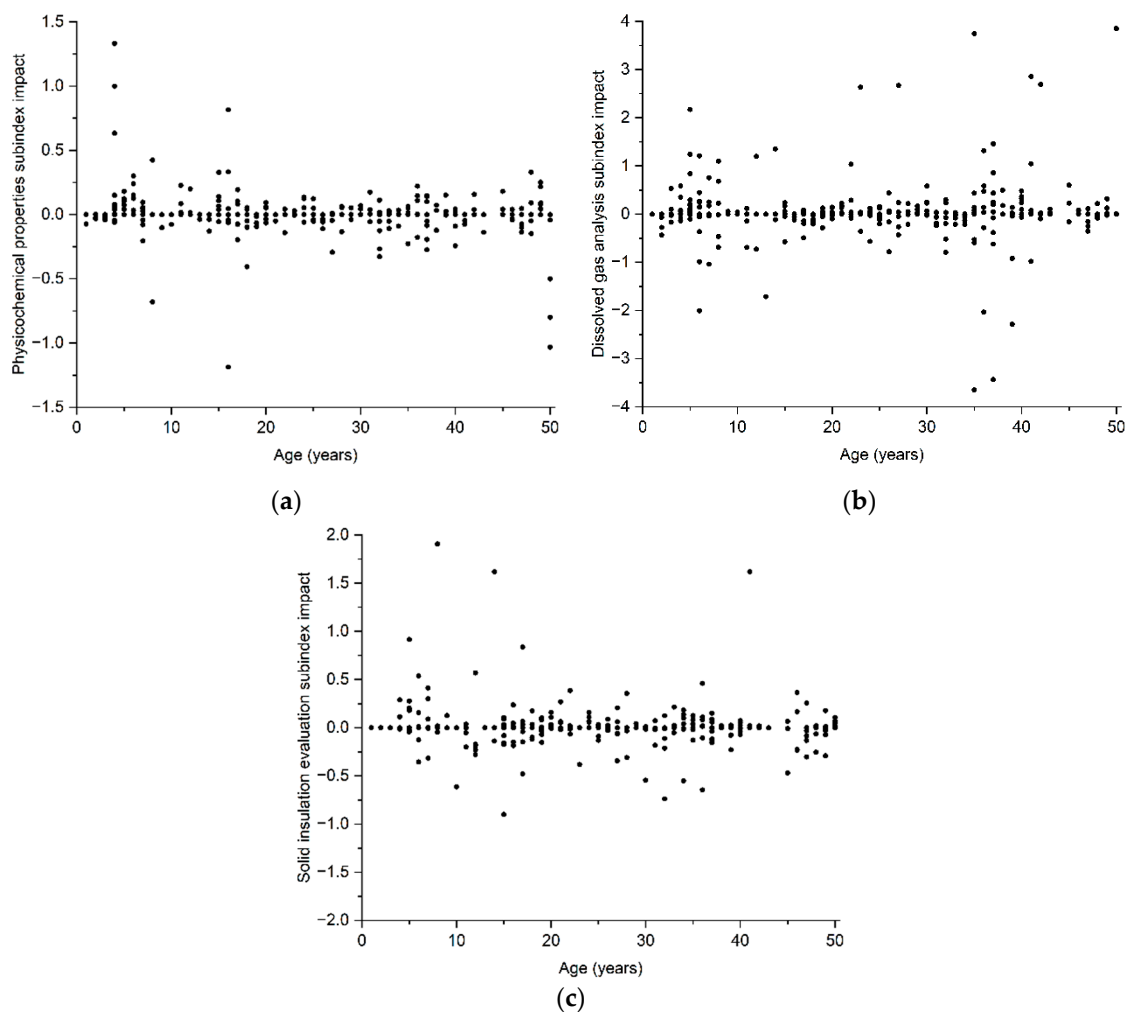 1.5
1.0
0.5
0.0
−0.5
−1.0
−1.5
Physicochemical properties subindex impact
0 10 20 30 40 50
Age (years)
(a)
4
3
2
1
0
−1
−2
−3
−4
Dissolved gas analysis subindex impact
0 10 20 30 40 50
Age (years)
(b)
2.0
1.5
1.0
0.5
0.0
−0.5
−1.0
−1.5
−2.0
Solid insulation evaluation subindex impact
0 10 20 30 40 50
Age (years)
(c)